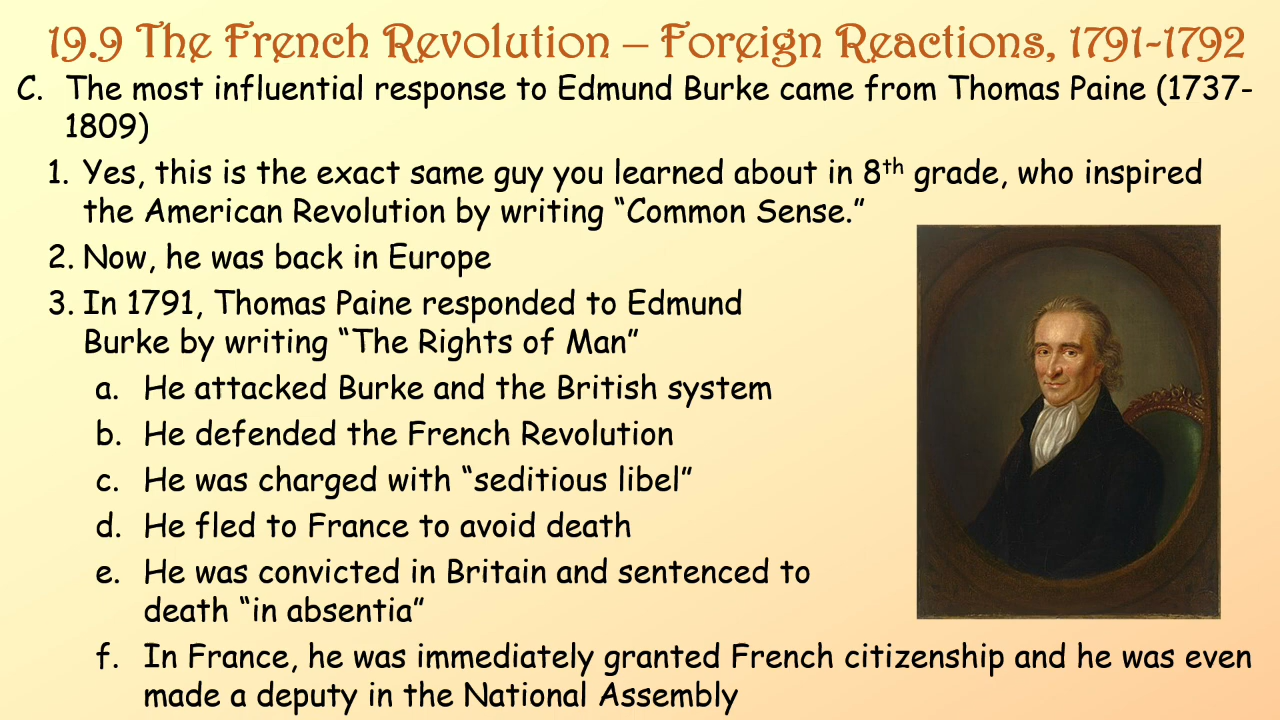 19.9 The French Revolution – Foreign Reactions, 1791-1792
C. The most influential response to Edmund Burke came from Thomas Paine (1737-
1809)
1. Yes, this is the exact same guy you learned about in 8th grade, who inspired
the American Revolution by writing “Common Sense.”
2. Now, he was back in Europe
3. In 1791, Thomas Paine responded to Edmund
Burke by writing “The Rights of Man”
a. He attacked Burke and the British system
b. He defended the French Revolution
c. He was charged with “seditious libel”
d. He fled to France to avoid death
e. He was convicted in Britain and sentenced to
death “in absentia”
f. In France, he was immediately granted French citizenship and he was even
made a deputy in the National Assembly